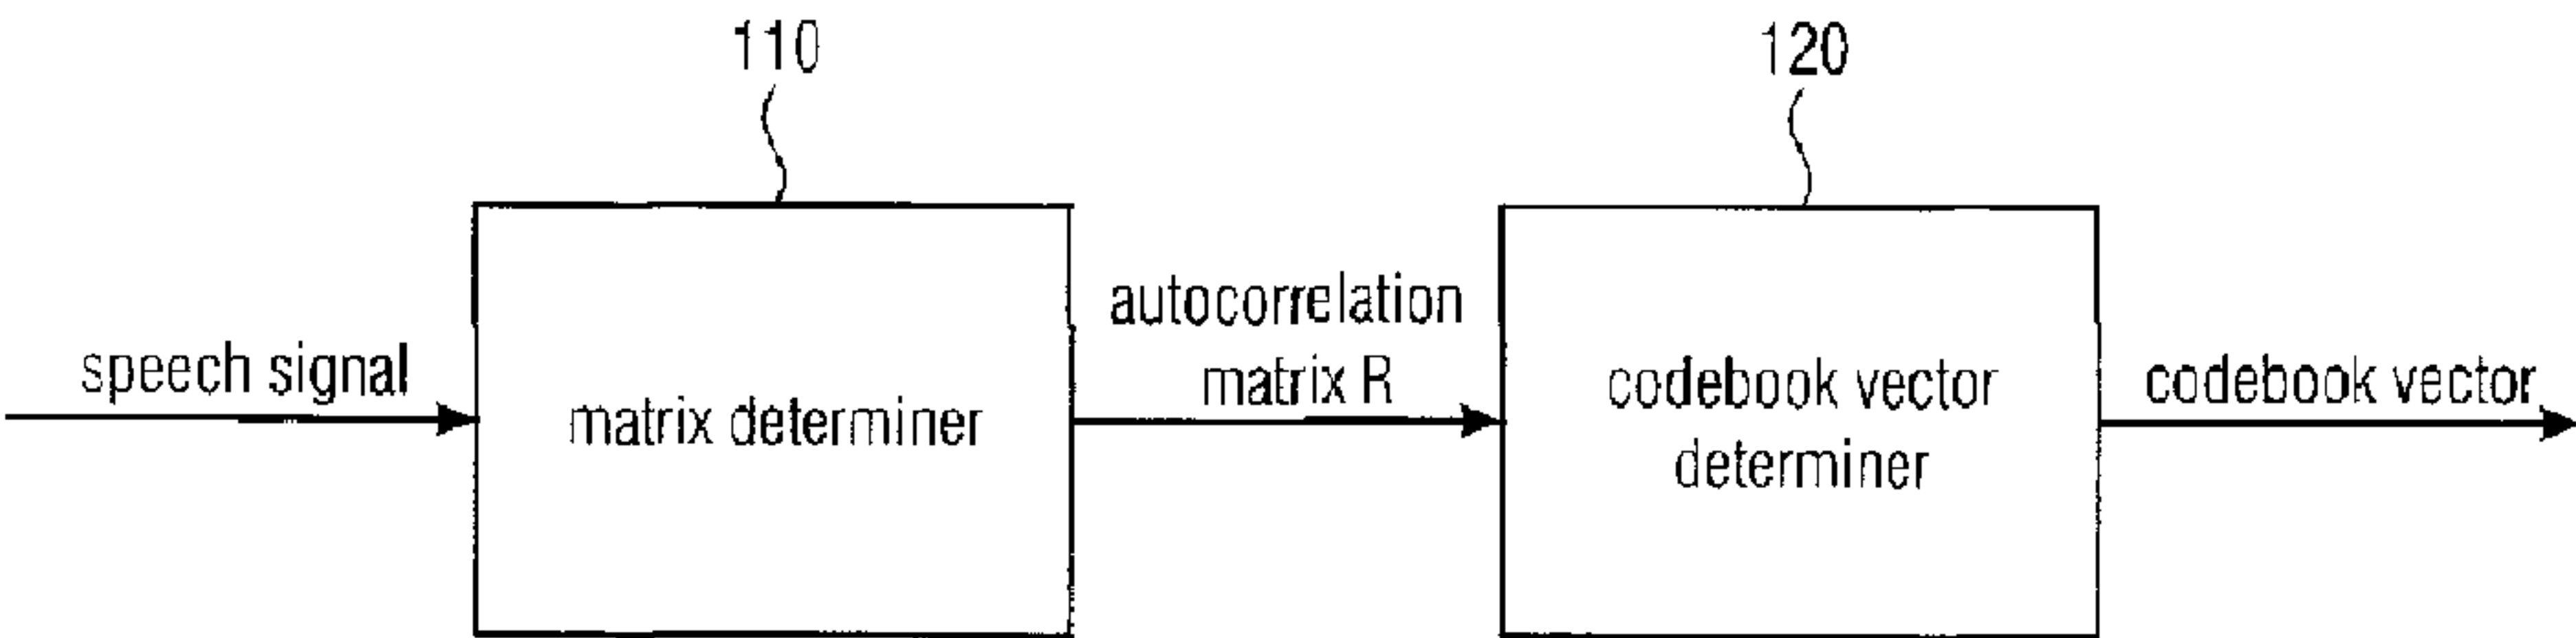 110
120
speech signal
matrix determiner
autocorrelation
matrix R
codebook vector
determiner
codebook vector